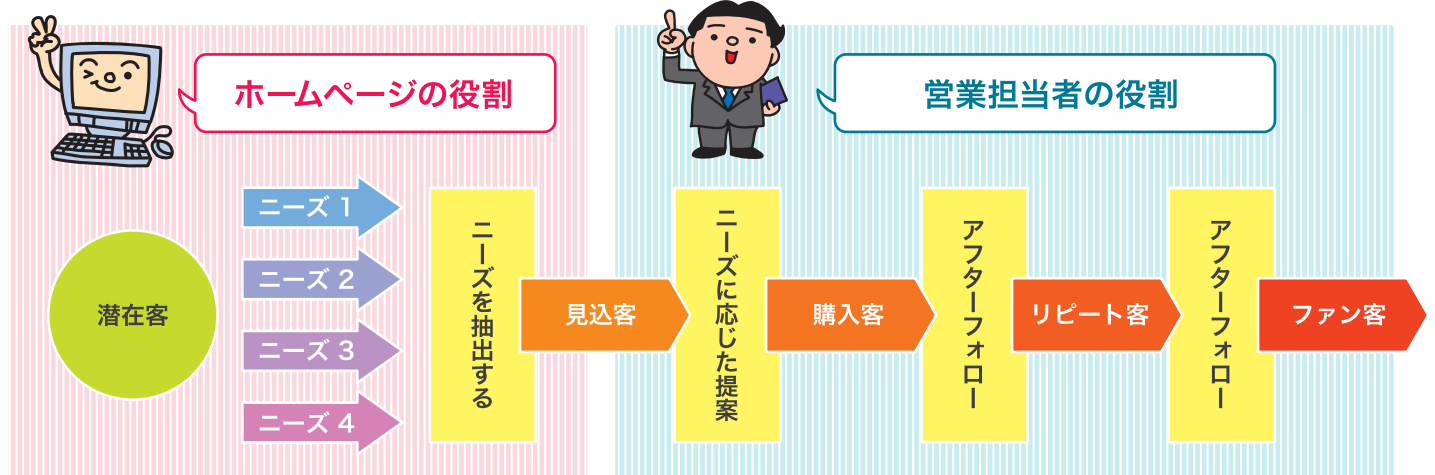 ホームページの役割
営業担当者の役割
潜在客
ニーズ 1
ニーズ 2
ニーズ 3
ニーズ 4
ニーズを抽出する
見込客
ニーズに応じた提案
購入客
アフターフォロー
リピート客
アフターフォロー
ファン客